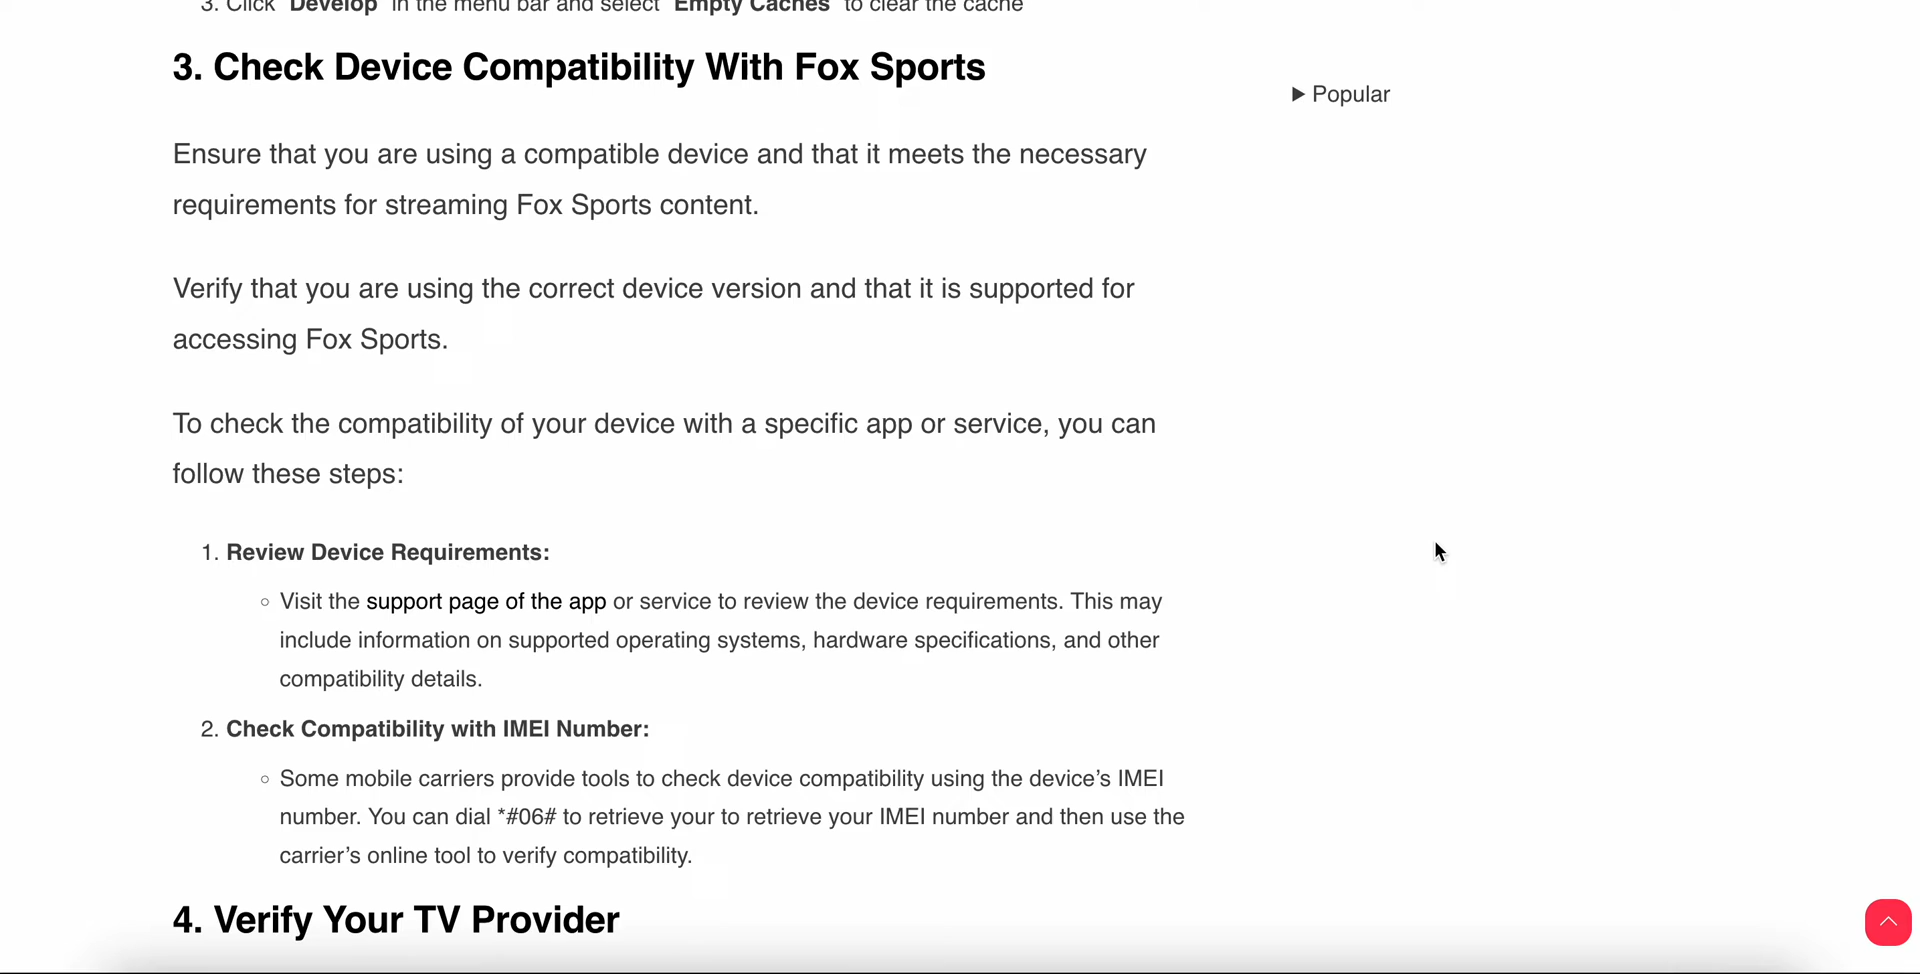 3. Click "Develop" in the menu bar and select "Empty Caches" to clear the cache
3. Check Device Compatibility With Fox Sports
▶ Popular
Ensure that you are using a compatible device and that it meets the necessary
requirements for streaming Fox Sports content.
Verify that you are using the correct device version and that it is supported for
accessing Fox Sports.
To check the compatibility of your device with a specific app or service, you can
follow these steps:
1. Review Device Requirements:
○ Visit the support page of the app or service to review the device requirements. This may
include information on supported operating systems, hardware specifications, and other
compatibility details.
2. Check Compatibility with IMEI Number:
○ Some mobile carriers provide tools to check device compatibility using the device’s IMEI
number. You can dial *#06# to retrieve your to retrieve your IMEI number and then use the
carrier’s online tool to verify compatibility.
4. Verify Your TV Provider